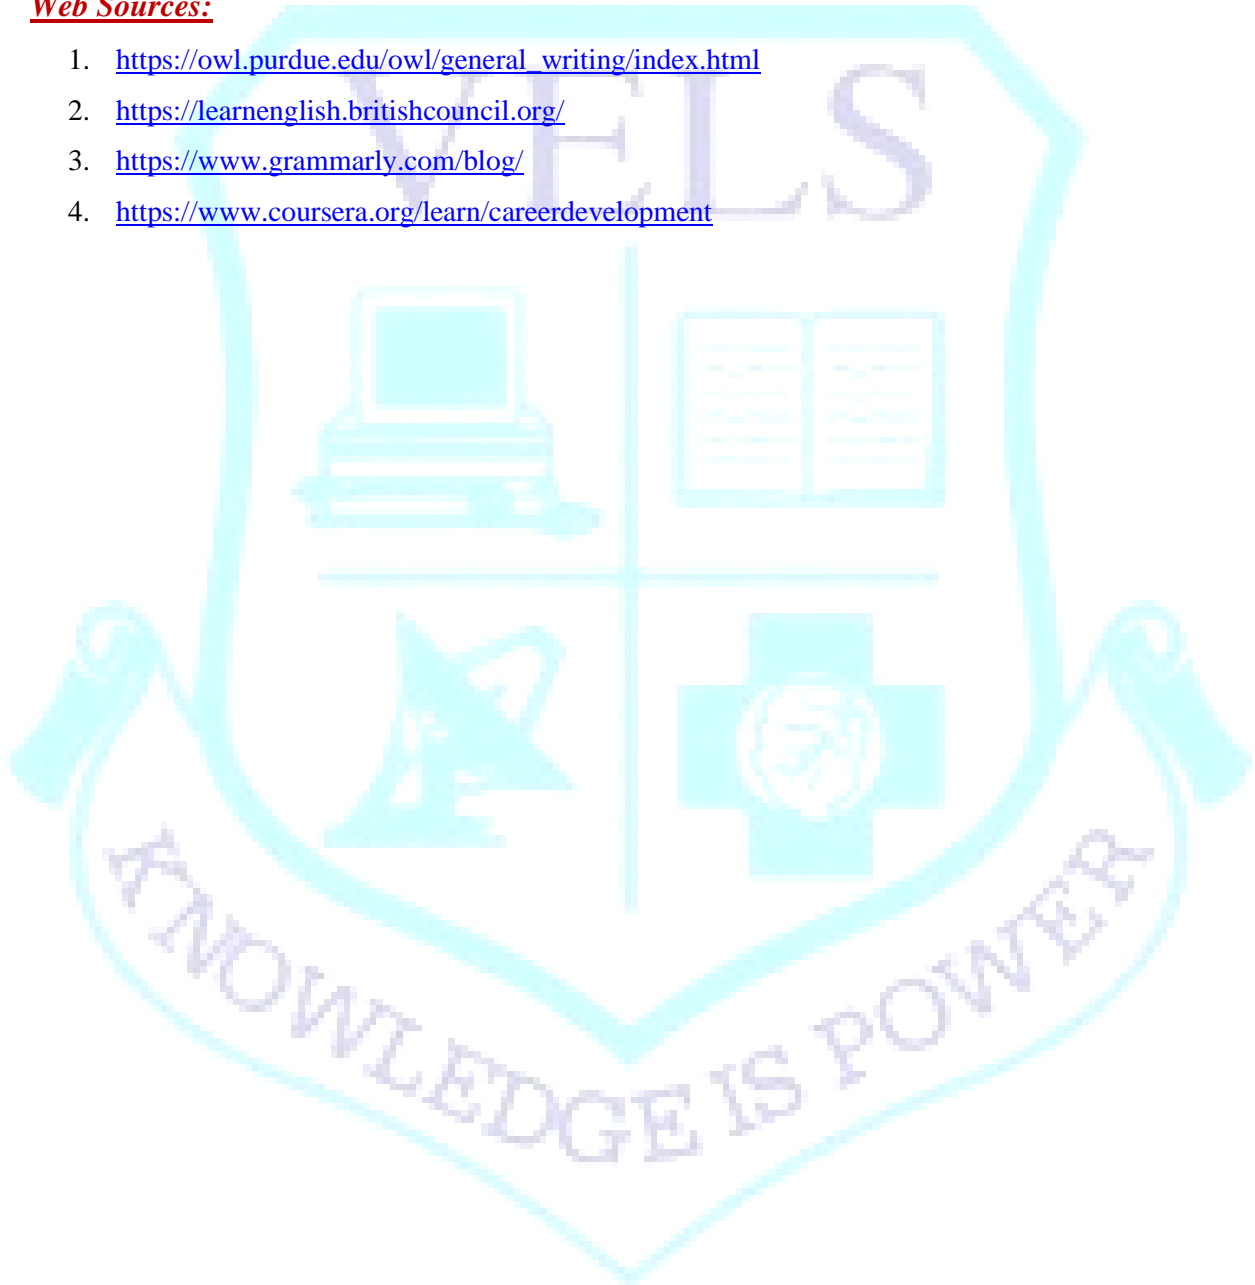 Web Sources:
1. https://owl.purdue.edu/owl/general_writing/index.html
2. https://learnenglish.britishcouncil.org/
3. https://www.grammarly.com/blog/
4. https://www.coursera.org/learn/careerdevelopment
VELS
KNOWLEDGE IS POWER